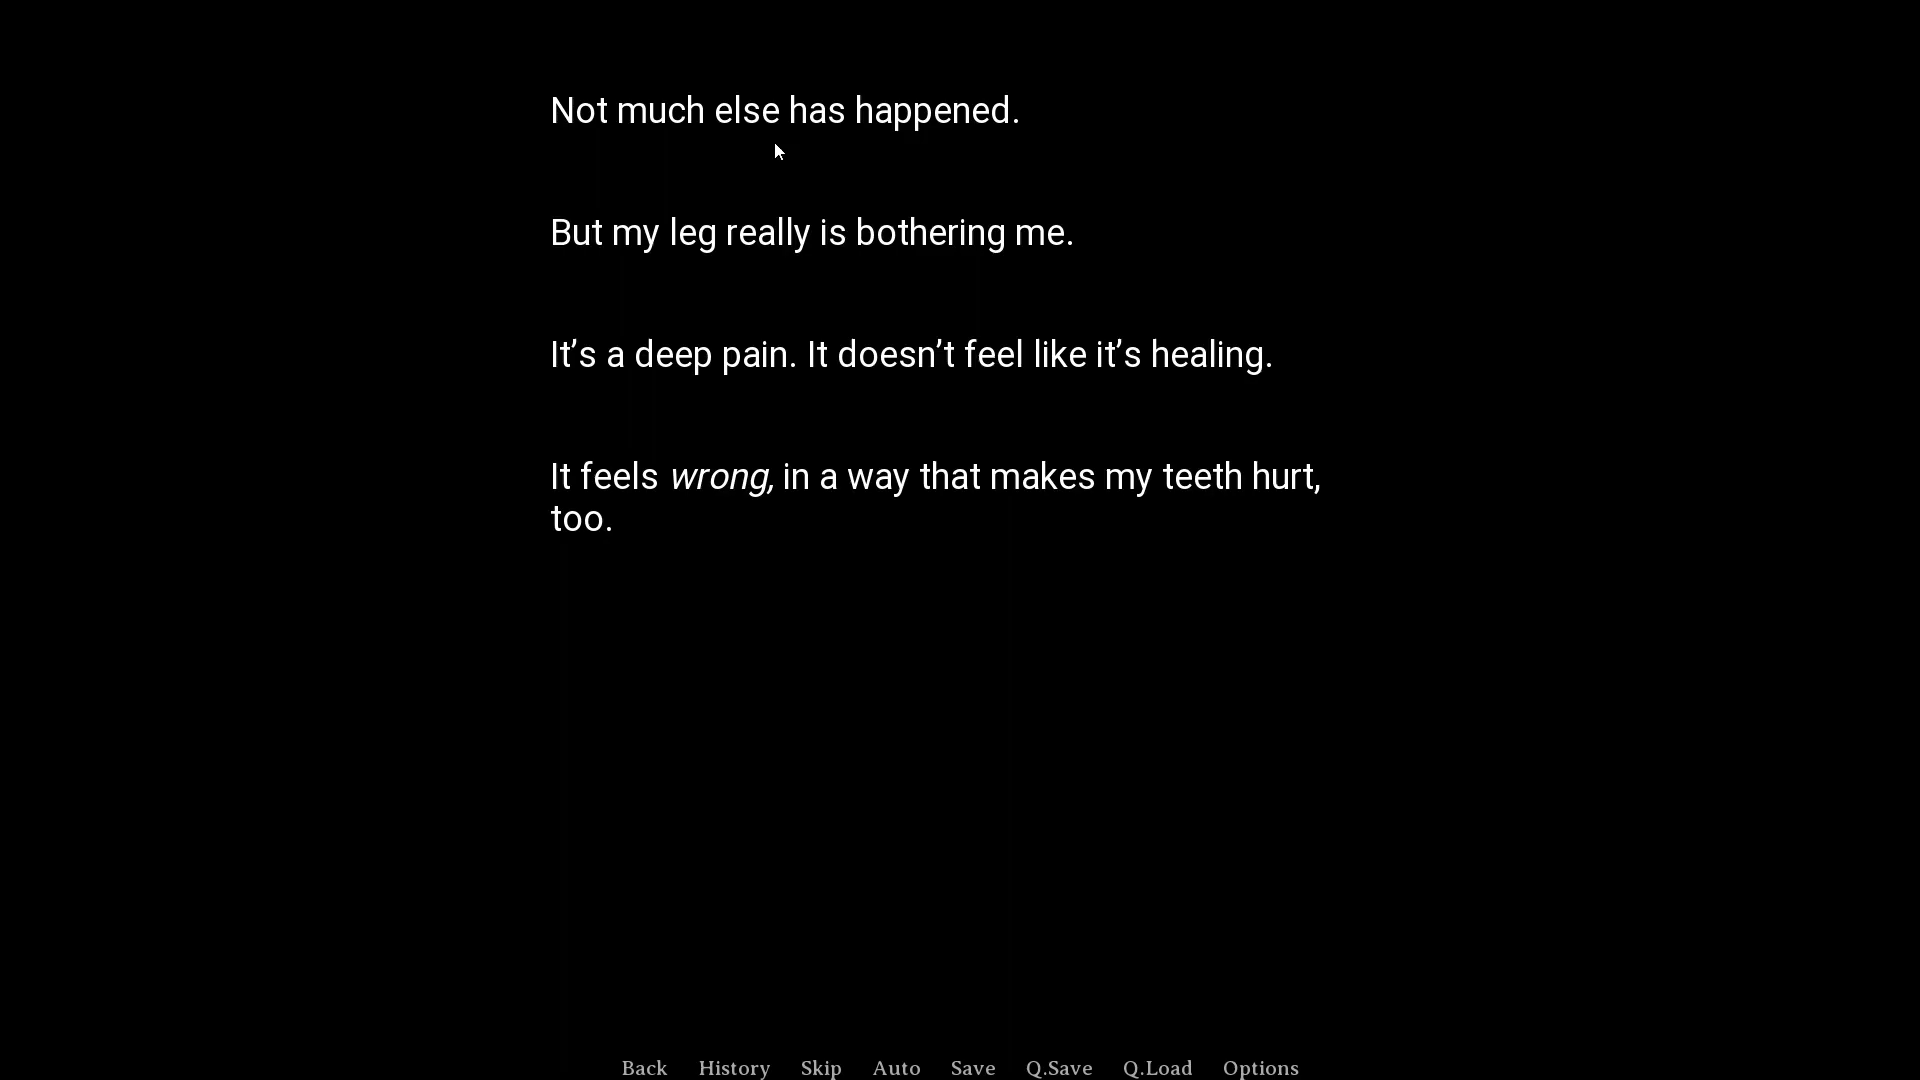 Not much else has happened.
But my leg really is bothering me.
It’s a deep pain. It doesn’t feel like it’s healing.
It feels wrong, in a way that makes my teeth hurt,
too.
Back History Skip Auto Save Q.Save Q.Load Options